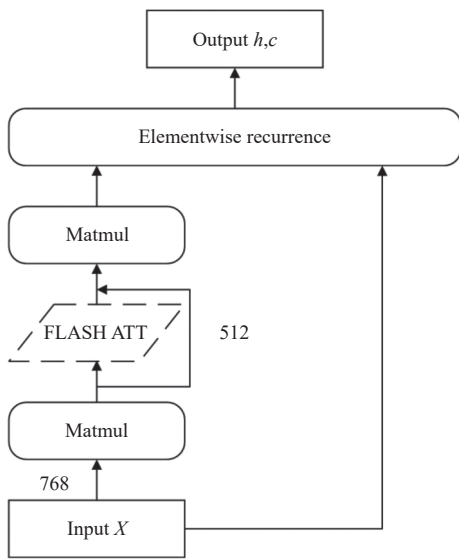 Output h,c
Elementwise recurrence
Matmul
FLASH ATT
512
Matmul
768
Input X